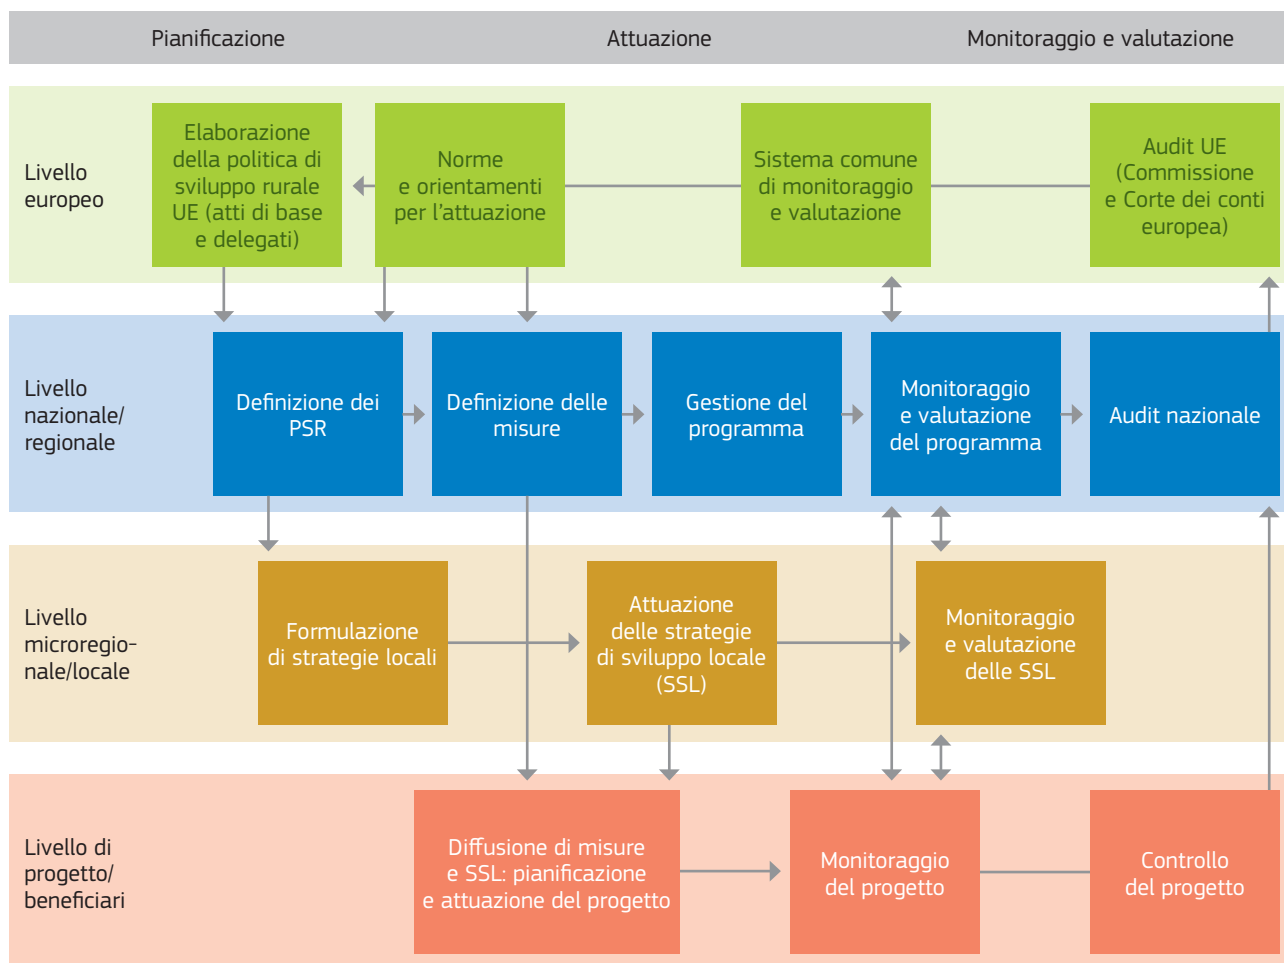 Pianificazione
Attuazione
Monitoraggio e valutazione
Livello
europeo
Elaborazione
della politica di
sviluppo rurale
UE (atti di base
e delegati)
Norme
e orientamenti
per l'attuazione
Sistema comune
di monitoraggio
e valutazione
Audit UE
(Commissione
e Corte dei conti
europea)
Livello
nazionale/
regionale
Definizione dei
PSR
Definizione delle
misure
Gestione del
programma
Monitoraggio
e valutazione
del programma
Audit nazionale
Livello
microregio-
nale/locale
Formulazione
di strategie locali
Attuazione
delle strategie
di sviluppo locale
(SSL)
Monitoraggio
e valutazione
delle SSL
Livello di
progetto/
beneficiari
Diffusione di misure
e SSL: pianificazione
e attuazione del progetto
Monitoraggio
del progetto
Controllo
del progetto